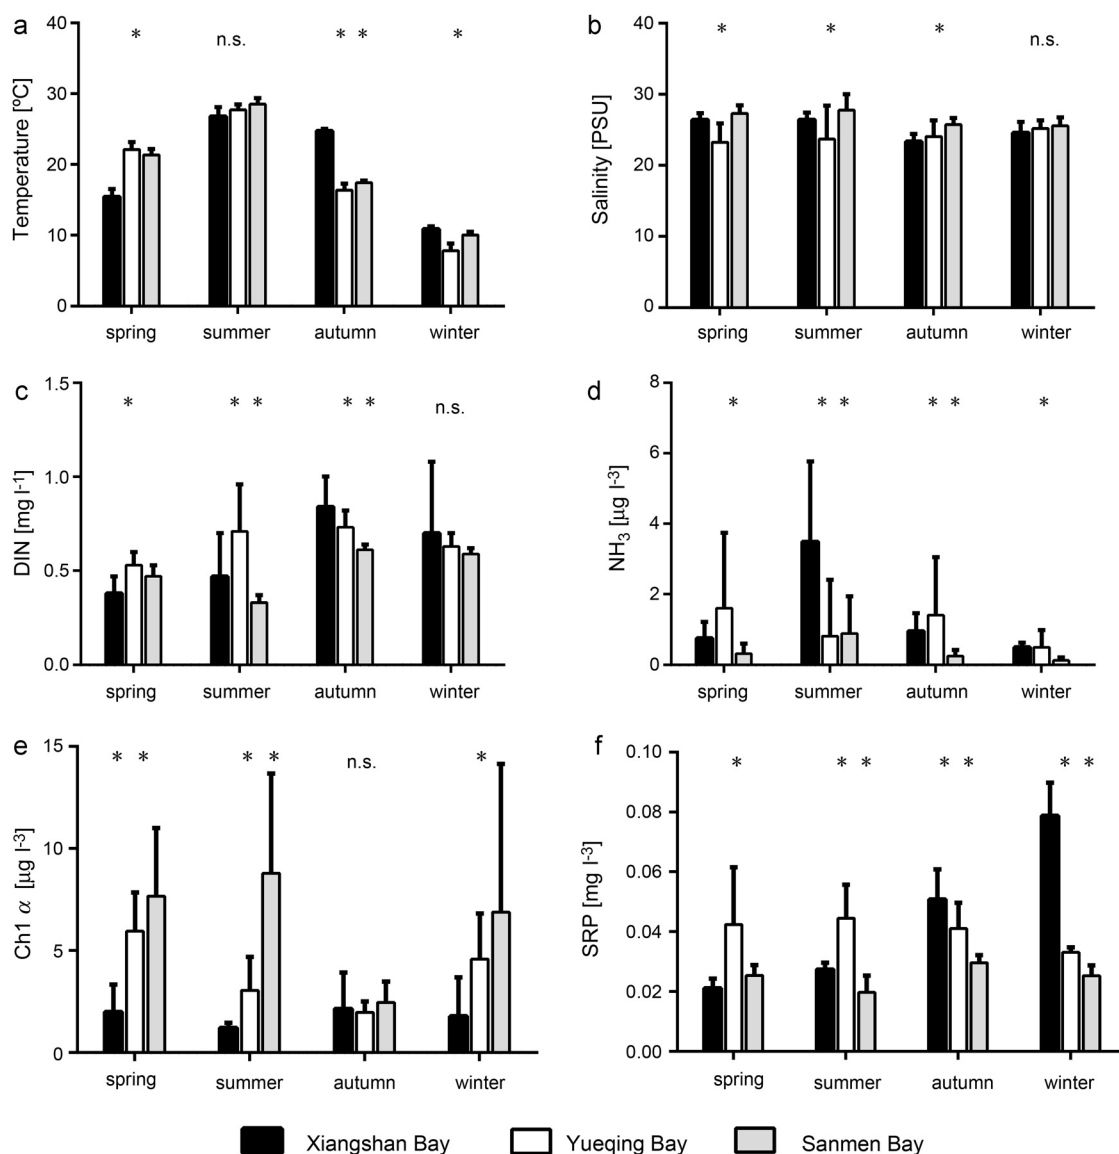 a
40
30
20
10
0
Temperature [ºC]
*
n.s.
* *
*
spring summer autumn winter
b
40
30
20
10
0
Salinity [PSU]
*
*
*
n.s.
spring summer autumn winter
c
1.5
1.0
0.5
0.0
DIN [mg l-1]
*
* *
* *
n.s.
spring summer autumn winter
d
8
6
4
2
0
NH3 [µg l-3]
*
* *
* *
*
spring summer autumn winter
e
15
10
5
0
Ch1 α [µg l-3]
* *
* *
n.s.
*
spring summer autumn winter
f
0.10
0.08
0.06
0.04
0.02
0.00
SRP [mg l-3]
*
* *
* *
* *
spring summer autumn winter
Xiangshan Bay Yueqing Bay Sanmen Bay